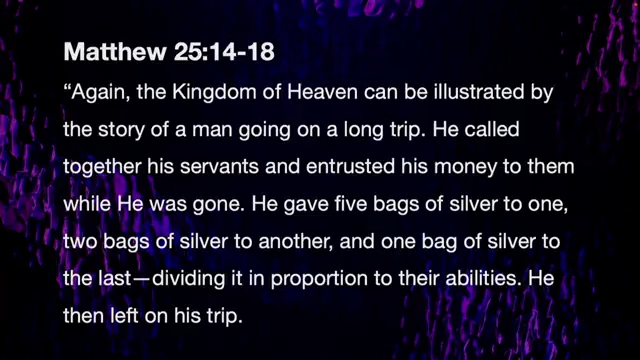 Matthew 25:14-18
“Again, the Kingdom of Heaven can be illustrated by
the story of a man going on a long trip. He called
together his servants and entrusted his money to them
while He was gone. He gave five bags of silver to one,
two bags of silver to another, and one bag of silver to
the last—dividing it in proportion to their abilities. He
then left on his trip.